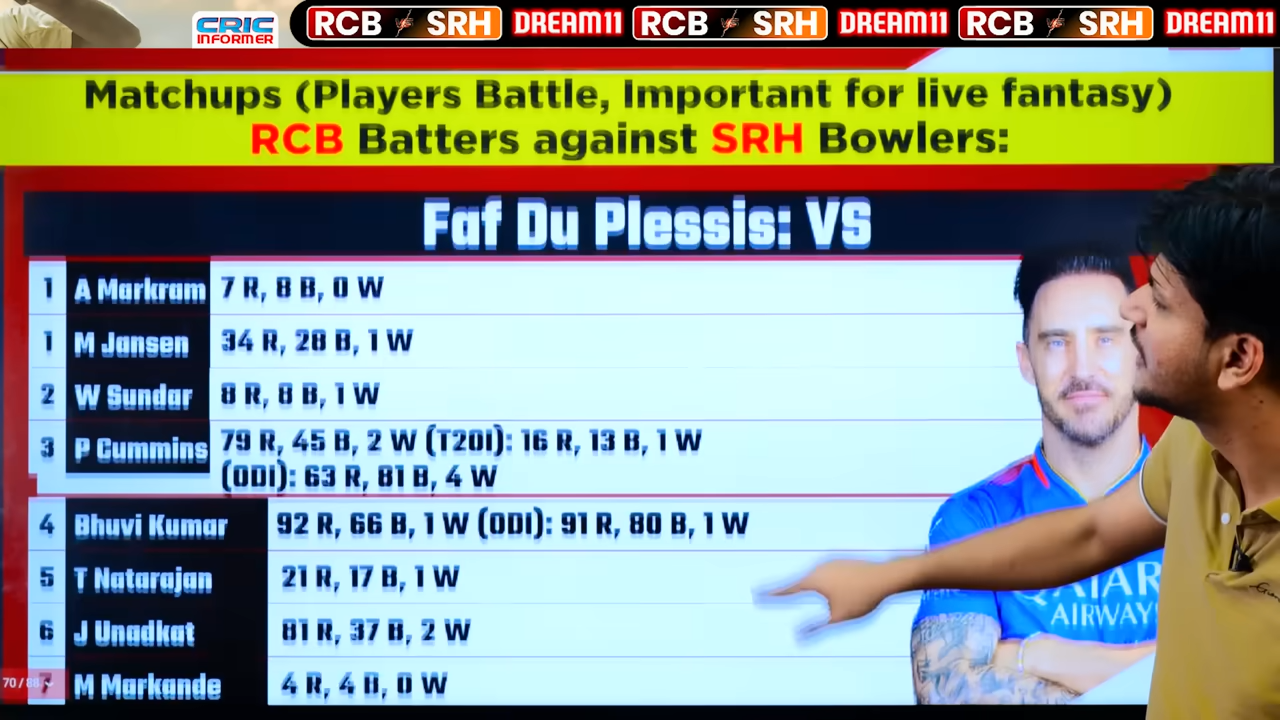 CRIC
INFORMER
RCB SRH DREAM11 RCB SRH DREAM11 RCB SRH DREAM11
Matchups (Players Battle, Important for live fantasy)
RCB Batters against SRH Bowlers:
Faf Du Plessis: VS
1 A Markram 7 R, 8 B, 0 W
1 M Jansen 34 R, 28 B, 1 W
2 W Sundar 8 R, 8 B, 1 W
3 P Cummins 79 R, 45 B, 2 W (T20I): 16 R, 13 B, 1 W
(ODI): 63 R, 81 B, 4 W
4 Bhuvi Kumar 92 R, 66 B, 1 W (ODI): 91 R, 80 B, 1 W
5 T Natarajan 21 R, 17 B, 1 W
6 J Unadkat 81 R, 37 B, 2 W
7 M Markande 4 R, 4 B, 0 W
70 / 88
QATAR
AIRWAYS